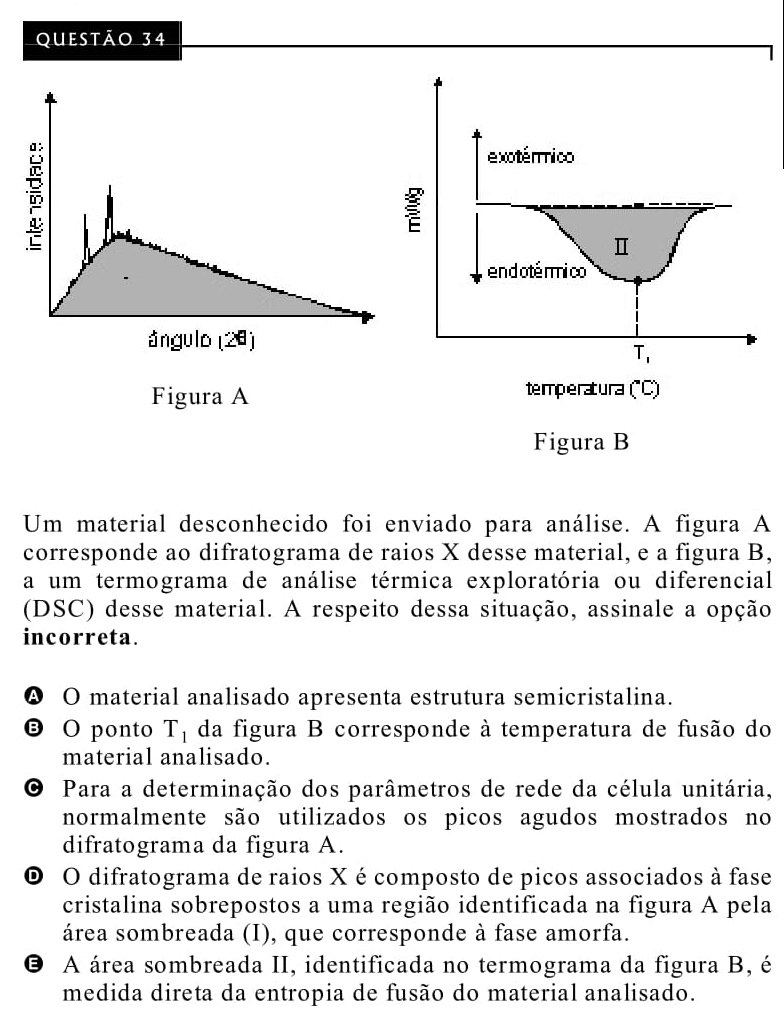 QUESTÃO 34
intensidade
ângulo (2θ)
Figura A
mW/g
exotérmico
II
endotérmico
T₁
temperatura (°C)
Figura B
Um material desconhecido foi enviado para análise. A figura A
corresponde ao difratograma de raios X desse material, e a figura B,
a um termograma de análise térmica exploratória ou diferencial
(DSC) desse material. A respeito dessa situação, assinale a opção
incorreta.
A O material analisado apresenta estrutura semicristalina.
B O ponto T₁ da figura B corresponde à temperatura de fusão do
material analisado.
C Para a determinação dos parâmetros de rede da célula unitária,
normalmente são utilizados os picos agudos mostrados no
difratograma da figura A.
D O difratograma de raios X é composto de picos associados à fase
cristalina sobrepostos a uma região identificada na figura A pela
área sombreada (I), que corresponde à fase amorfa.
E A área sombreada II, identificada no termograma da figura B, é
medida direta da entropia de fusão do material analisado.